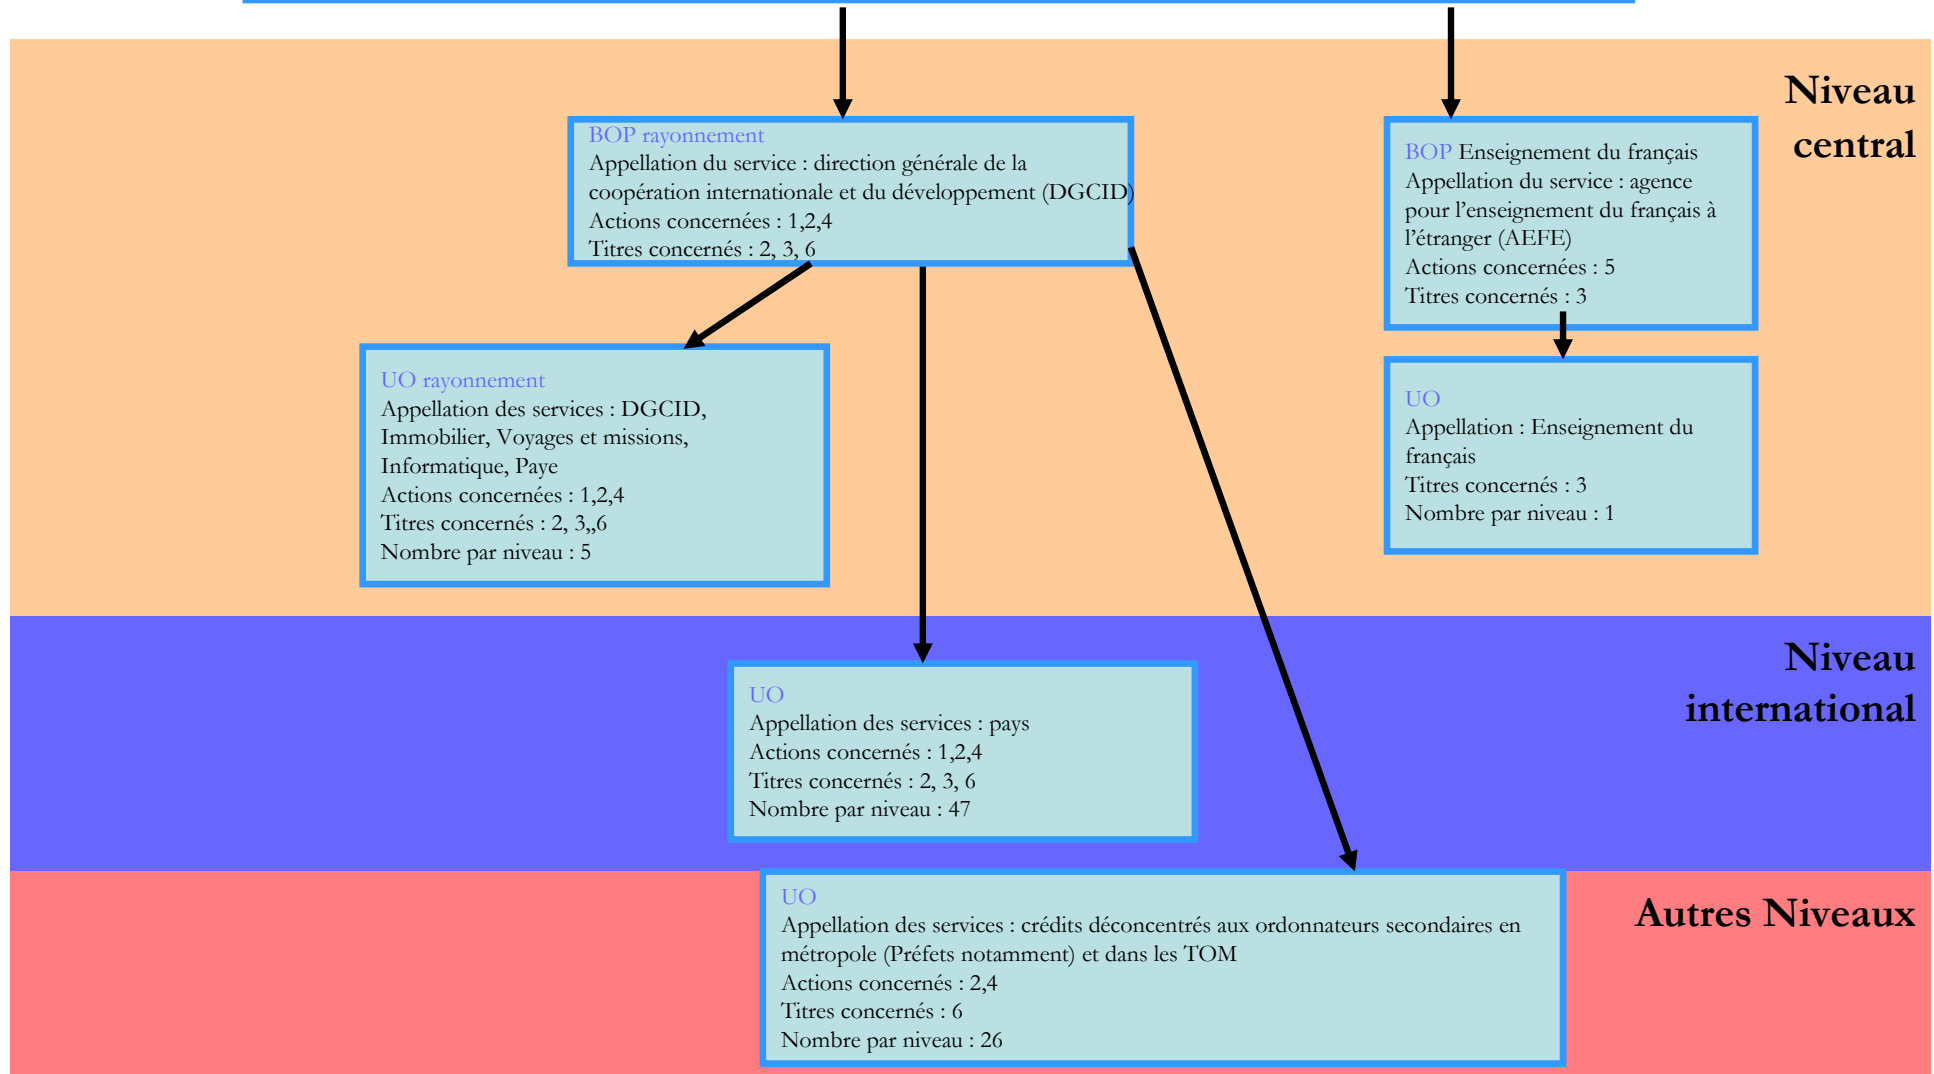 Niveau
central
BOP rayonnement
Appellation du service : direction générale de la
coopération internationale et du développement (DGCID)
Actions concernées : 1,2,4
Titres concernés : 2, 3, 6
BOP Enseignement du français
Appellation du service : agence
pour l’enseignement du français à
l’étranger (AEFE)
Actions concernées : 5
Titres concernés : 3
UO rayonnement
Appellation des services : DGCID,
Immobilier, Voyages et missions,
Informatique, Paye
Actions concernées : 1,2,4
Titres concernés : 2, 3,,6
Nombre par niveau : 5
UO
Appellation : Enseignement du
français
Titres concernés : 3
Nombre par niveau : 1
Niveau
international
UO
Appellation des services : pays
Actions concernés : 1,2,4
Titres concernés : 2, 3, 6
Nombre par niveau : 47
Autres Niveaux
UO
Appellation des services : crédits déconcentrés aux ordonnateurs secondaires en
métropole (Préfets notamment) et dans les TOM
Actions concernés : 2,4
Titres concernés : 6
Nombre par niveau : 26